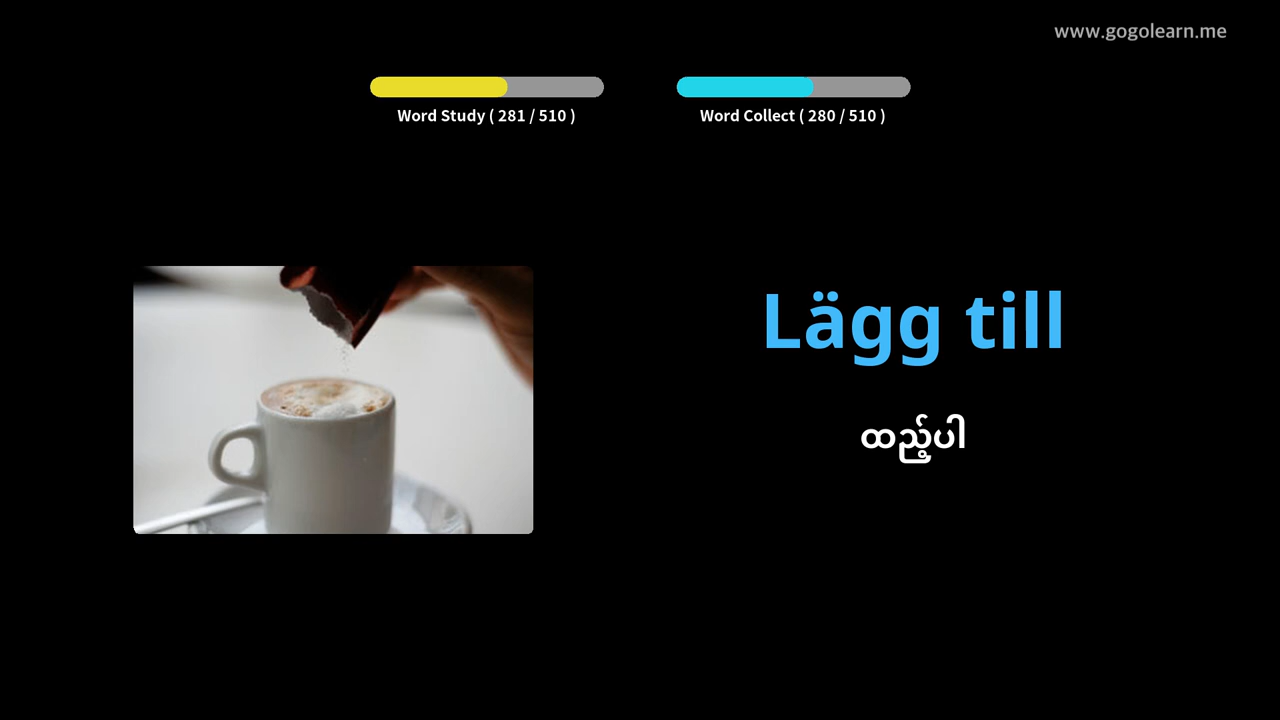 www.gogolearn.me
Word Study ( 281 / 510 )
Word Collect ( 280 / 510 )
Lägg till
ထည့်ပါ